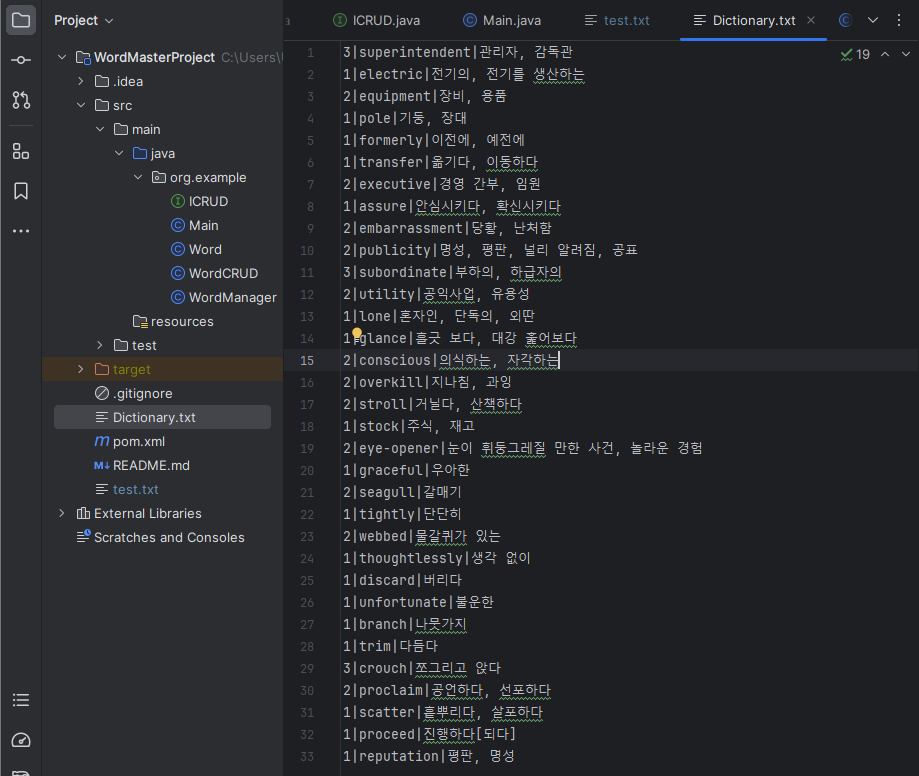 Project
ICRUD.java
Main.java
test.txt
Dictionary.txt
WordMasterProject C:\Users\
.idea
src
main
java
org.example
ICRUD
Main
Word
WordCRUD
WordManager
resources
test
target
.gitignore
Dictionary.txt
pom.xml
README.md
test.txt
External Libraries
Scratches and Consoles
19
1 3|superintendent|관리자, 감독관
2 1|electric|전기의, 전기를 생산하는
3 2|equipment|장비, 용품
4 1|pole|기둥, 장대
5 1|formerly|이전에, 예전에
6 1|transfer|옮기다, 이동하다
7 2|executive|경영 간부, 임원
8 1|assure|안심시키다, 확신시키다
9 2|embarrassment|당황, 난처함
10 2|publicity|명성, 평판, 널리 알려짐, 공표
11 3|subordinate|부하의, 하급자의
12 2|utility|공익사업, 유용성
13 1|lone|혼자인, 단독의, 외딴
14 1|glance|흘긋 보다, 대강 훑어보다
15 2|conscious|의식하는, 자각하는
16 2|overkill|지나침, 과잉
17 2|stroll|거닐다, 산책하다
18 1|stock|주식, 재고
19 2|eye-opener|눈이 휘둥그레질 만한 사건, 놀라운 경험
20 1|graceful|우아한
21 2|seagull|갈매기
22 1|tightly|단단히
23 2|webbed|물갈퀴가 있는
24 1|thoughtlessly|생각 없이
25 1|discard|버리다
26 1|unfortunate|불운한
27 1|branch|나뭇가지
28 1|trim|다듬다
29 3|crouch|쪼그리고 앉다
30 2|proclaim|공언하다, 선포하다
31 1|scatter|흩뿌리다, 살포하다
32 1|proceed|진행하다[되다]
33 1|reputation|평판, 명성